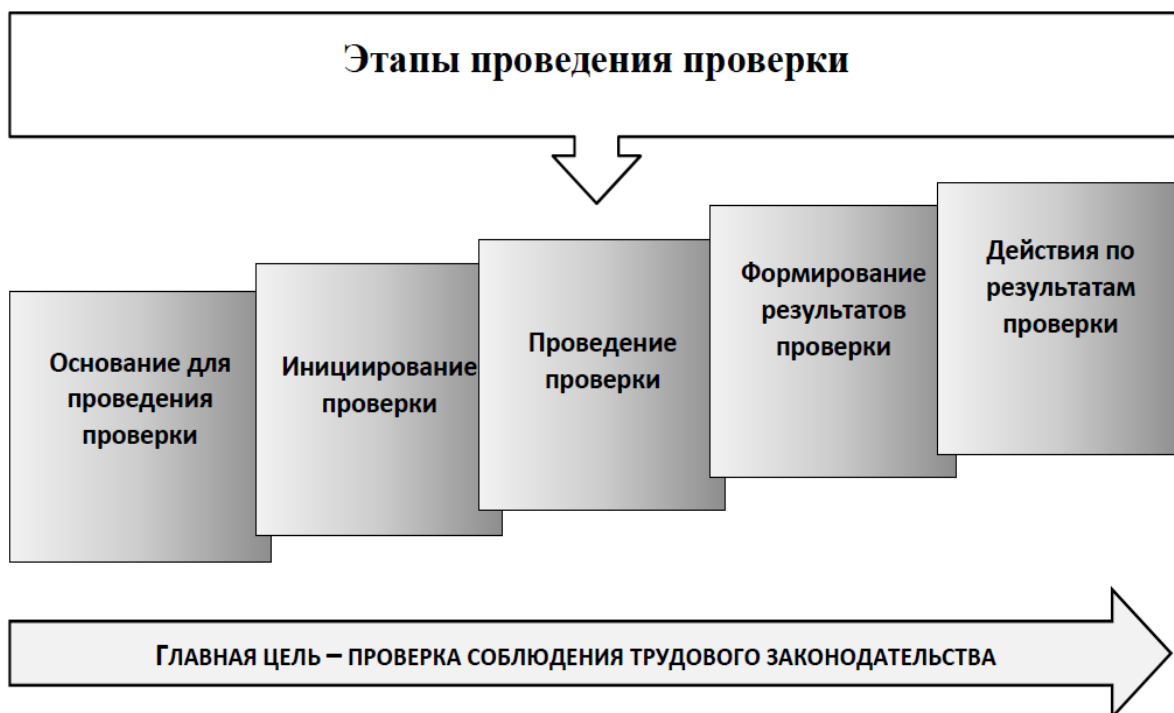 Этапы проведения проверки
Основание для
проведения
проверки
Инициирование
проверки
Проведение
проверки
Формирование
результатов
проверки
Действия по
результатам
проверки
ГЛАВНАЯ ЦЕЛЬ – ПРОВЕРКА СОБЛЮДЕНИЯ ТРУДОВОГО ЗАКОНОДАТЕЛЬСТВА